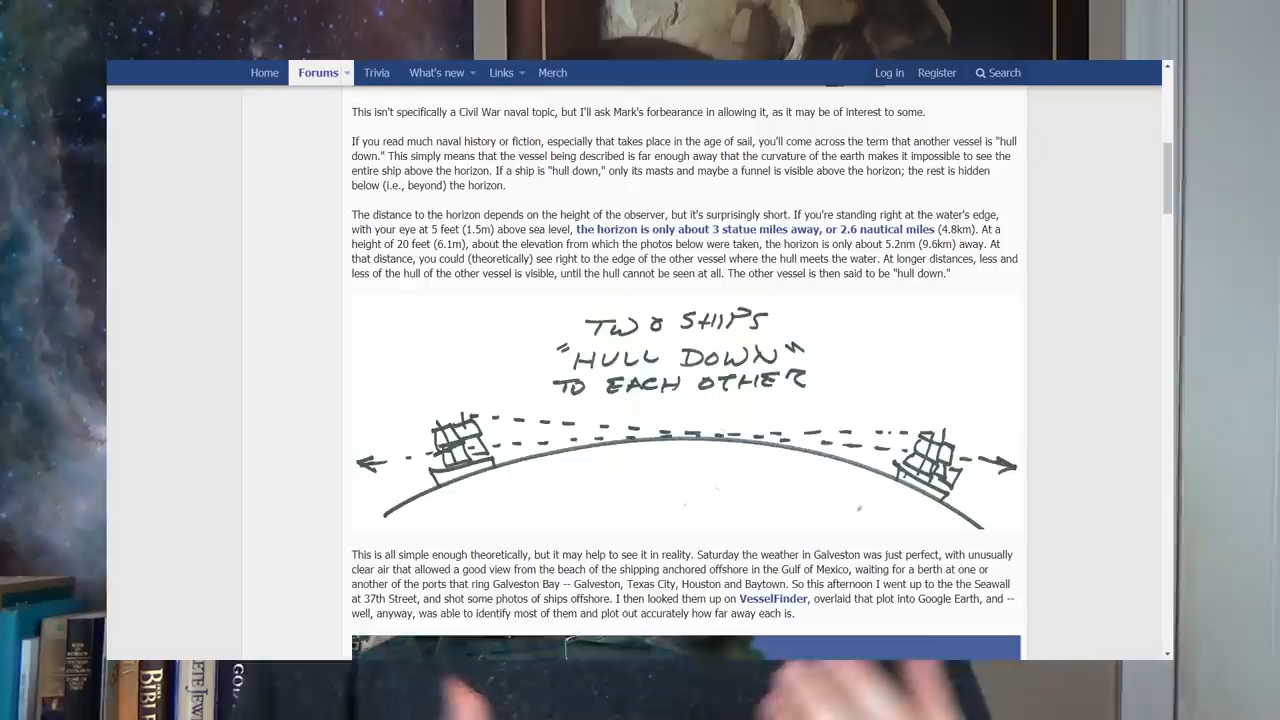 Home Forums Trivia What's new Links Merch Log in Register Search
This isn't specifically a Civil War naval topic, but I'll ask Mark's forbearance in allowing it, as it may be of interest to some.
If you read much naval history or fiction, especially that takes place in the age of sail, you'll come across the term that another vessel is "hull
down." This simply means that the vessel being described is far enough away that the curvature of the earth makes it impossible to see the
entire ship above the horizon. If a ship is "hull down," only its masts and maybe a funnel is visible above the horizon; the rest is hidden
below (i.e., beyond) the horizon.
The distance to the horizon depends on the height of the observer, but it's surprisingly short. If you're standing right at the water's edge,
with your eye at 5 feet (1.5m) above sea level, the horizon is only about 3 statue miles away, or 2.6 nautical miles (4.8km). At a
height of 20 feet (6.1m), about the elevation from which the photos below were taken, the horizon is only about 5.2nm (9.6km) away. At
that distance, you could (theoretically) see right to the edge of the other vessel where the hull meets the water. At longer distances, less and
less of the hull of the other vessel is visible, until the hull cannot be seen at all. The other vessel is then said to be "hull down."
TWO SHIPS
"HULL DOWN"
TO EACH OTHER
This is all simple enough theoretically, but it may help to see it in reality. Saturday the weather in Galveston was just perfect, with unusually
clear air that allowed a good view from the beach of the shipping anchored offshore in the Gulf of Mexico, waiting for a berth at one or
another of the ports that ring Galveston Bay -- Galveston, Texas City, Houston and Baytown. So this afternoon I went up to the the Seawall
at 37th Street, and shot some photos of ships offshore. I then looked them up on VesselFinder, overlaid that plot into Google Earth, and --
well, anyway, was able to identify most of them and plot out accurately how far away each is.
BIBL